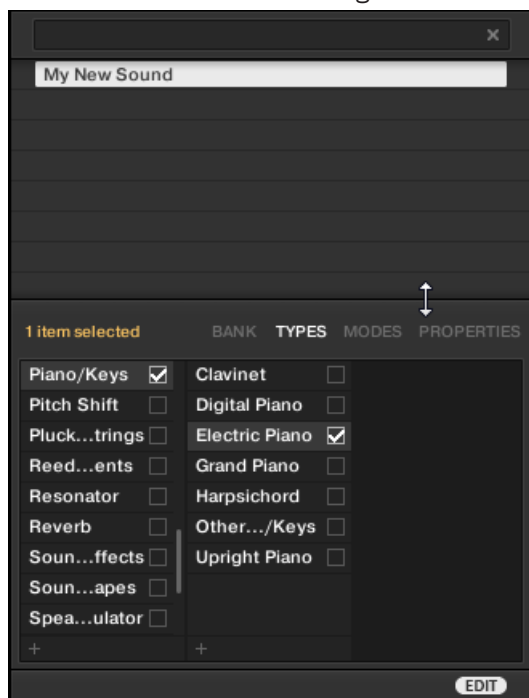 My New Sound
1 item selected BANK TYPES MODES PROPERTIES
Piano/Keys Clavinet
Pitch Shift Digital Piano
Pluck...trings Electric Piano
Reed...ents Grand Piano
Resonator Harpsichord
Reverb Other.../Keys
Soun...ffects Upright Piano
Soun...apes
Spea...ulator
+ +
EDIT